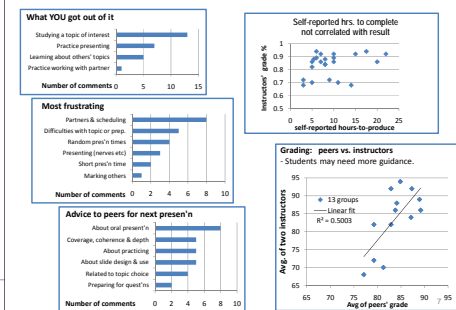 What YOU got out of it
Studying a topic of interest
Practice presenting
Learning about others' topics
Practice working with partner
0 5 10 15
Number of comments
Most frustrating
Partners & scheduling
Difficulties with topic or prep.
Random pres'n times
Presenting (nerves etc)
Short pres'n time
Marking others
0 2 4 6 8 10
Number of comments
Advice to peers for next presen'n
About oral present'n
Coverage, coherence & depth
About practicing
About slide design & use
Related to topic choice
Preparing for quest'ns
0 2 4 6 8 10
Number of comments
Self-reported hrs. to complete
not correlated with result
Instructors' grade %
1
0.9
0.8
0.7
0.6
0.5
0 5 10 15 20 25
self-reported hours-to-produce
Grading: peers vs. instructors
- Students may need more guidance.
Avg. of two instructors
95
90
85
80
75
70
65
13 groups
Linear fit
R² = 0.5003
65 70 75 80 85 90 95
Avg of peers' grade
7